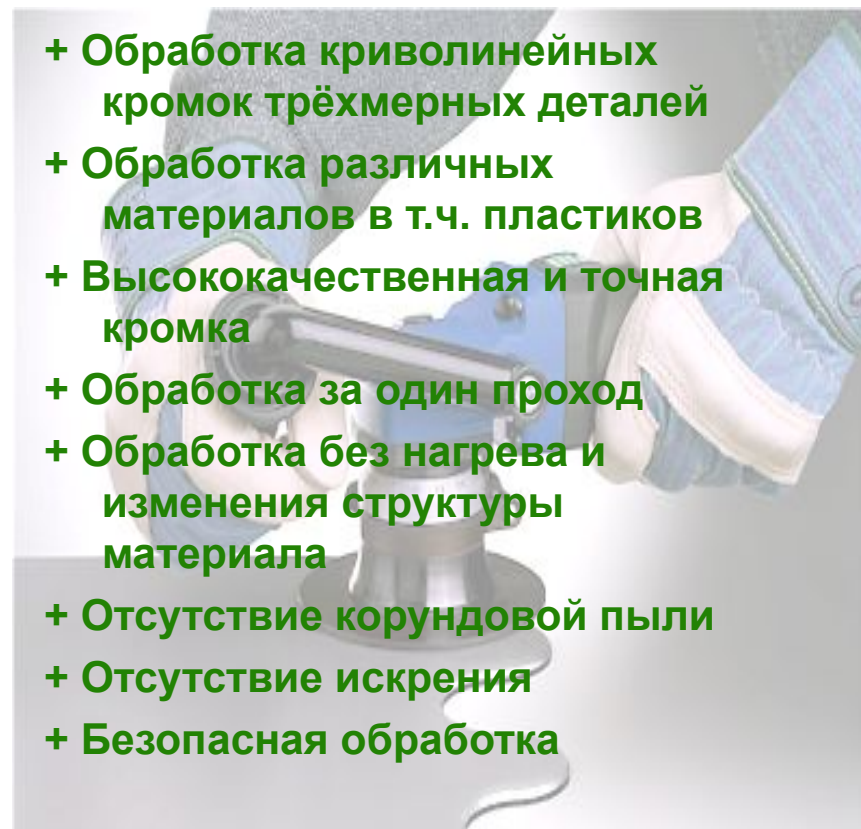 + Обработка криволинейных
кромок трёхмерных деталей
+ Обработка различных
материалов в т.ч. пластиков
+ Высококачественная и точная
кромка
+ Обработка за один проход
+ Обработка без нагрева и
изменения структуры
материала
+ Отсутствие корундовой пыли
+ Отсутствие искрения
+ Безопасная обработка